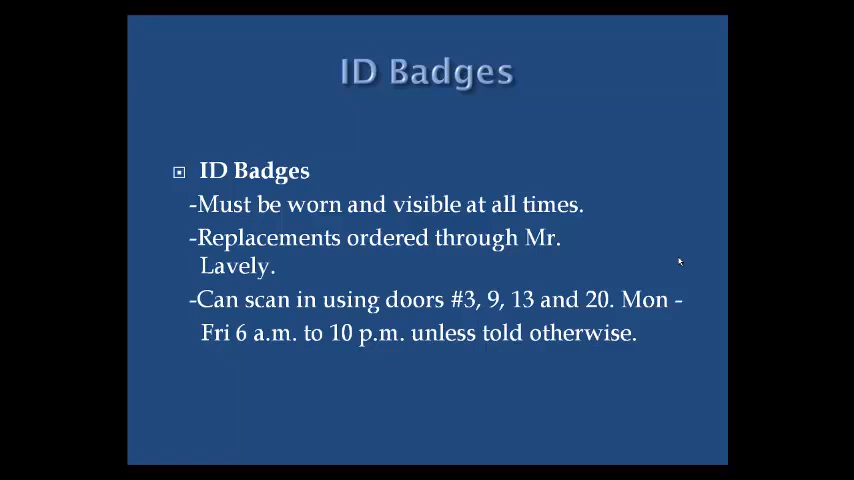 ID Badges
ID Badges
-Must be worn and visible at all times.
-Replacements ordered through Mr.
Lavely.
-Can scan in using doors #3, 9, 13 and 20. Mon -
Fri 6 a.m. to 10 p.m. unless told otherwise.